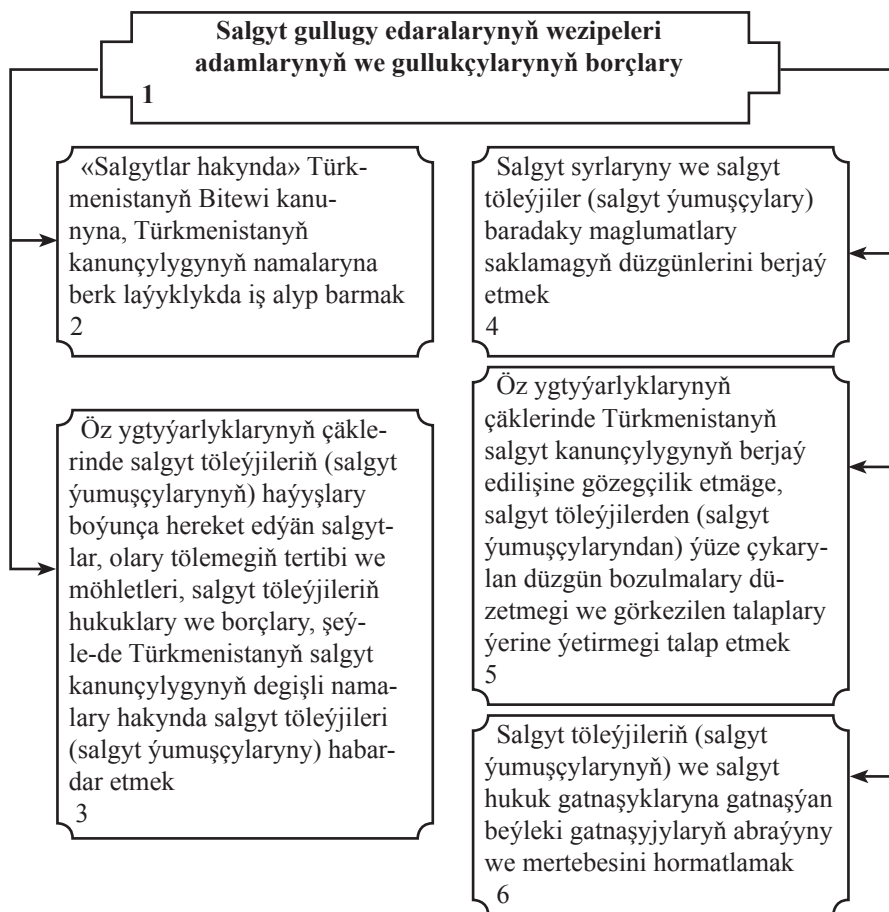 Salgyt gullugy edaralarynyň wezipeleri
adamlarynyň we gullukçylarynyň borçlary
1
«Salgytlar hakynda» Türk-
menistanyň Bitewi kanu-
nyna, Türkmenistanyň
kanunçylygynyň namalaryna
berk laýyklykda iş alyp barmak
2
Öz ygtyýarlyklarynyň çäkle-
rinde salgyt töleýjileriň (salgyt
ýumuşçylarynyň) haýyşlary
boýunça hereket edýän salgyt-
lar, olary tölemegiň tertibi we
möhletleri, salgyt töleýjileriň
hukuklary we borçlary, şeý-
le-de Türkmenistanyň salgyt
kanunçylygynyň degişli nama-
lary hakynda salgyt töleýjileri
(salgyt ýumuşçylaryny) habar-
dar etmek
3
Salgyt syrlaryny we salgyt
töleýjiler (salgyt ýumuşçylary)
baradaky maglumatlary
saklamagyň düzgünlerini berjaý
etmek
4
Öz ygtyýarlyklarynyň
çäklerinde Türkmenistanyň
salgyt kanunçylygynyň berjaý
edilişine gözegçilik etmäge,
salgyt töleýjilerden (salgyt
ýumuşçylaryndan) ýüze çykary-
lan düzgün bozulmalary dü-
zetmegi we görkezilen talaplary
ýerine ýetirmegi talap etmek
5
Salgyt töleýjileriň (salgyt
ýumuşçylarynyň) we salgyt
hukuk gatnaşyklaryna gatnaşýan
beýleki gatnaşyjylaryň abraýyny
we mertebesini hormatlamak
6